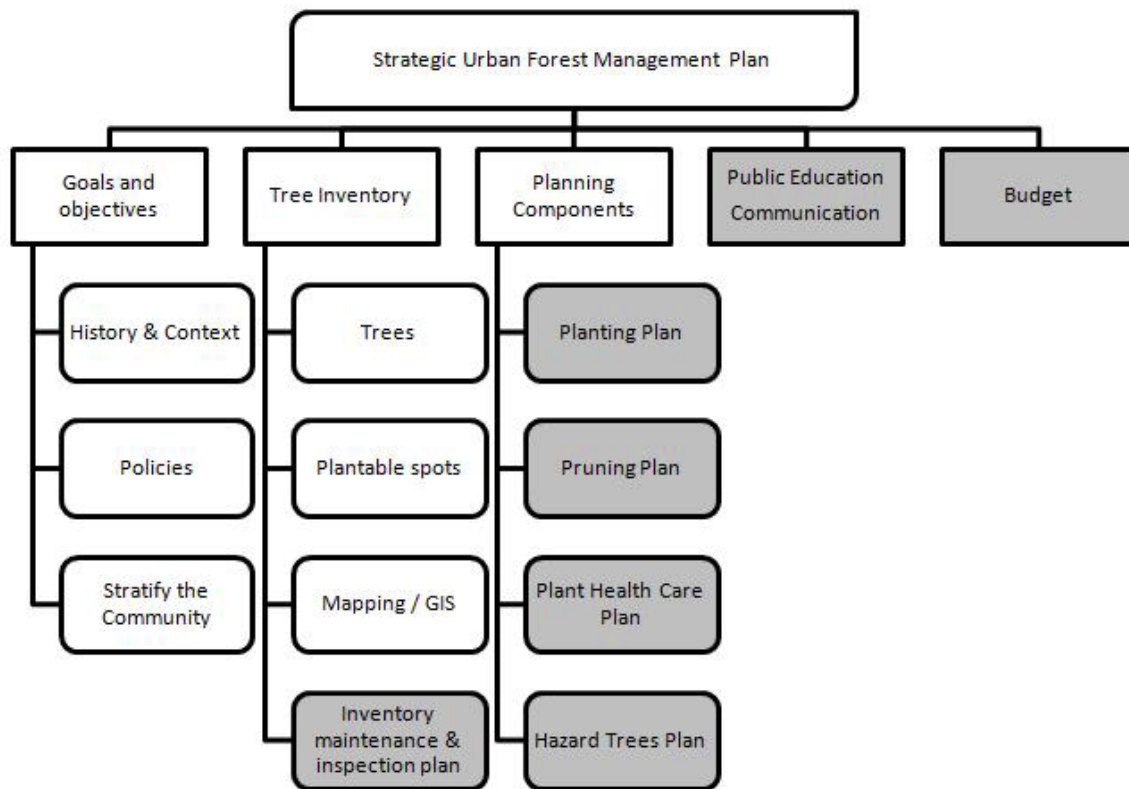 Strategic Urban Forest Management Plan
Goals and
objectives
Tree Inventory
Planning
Components
Public Education
Communication
Budget
History & Context
Policies
Stratify the
Community
Trees
Plantable spots
Mapping / GIS
Inventory
maintenance &
inspection plan
Planting Plan
Pruning Plan
Plant Health Care
Plan
Hazard Trees Plan